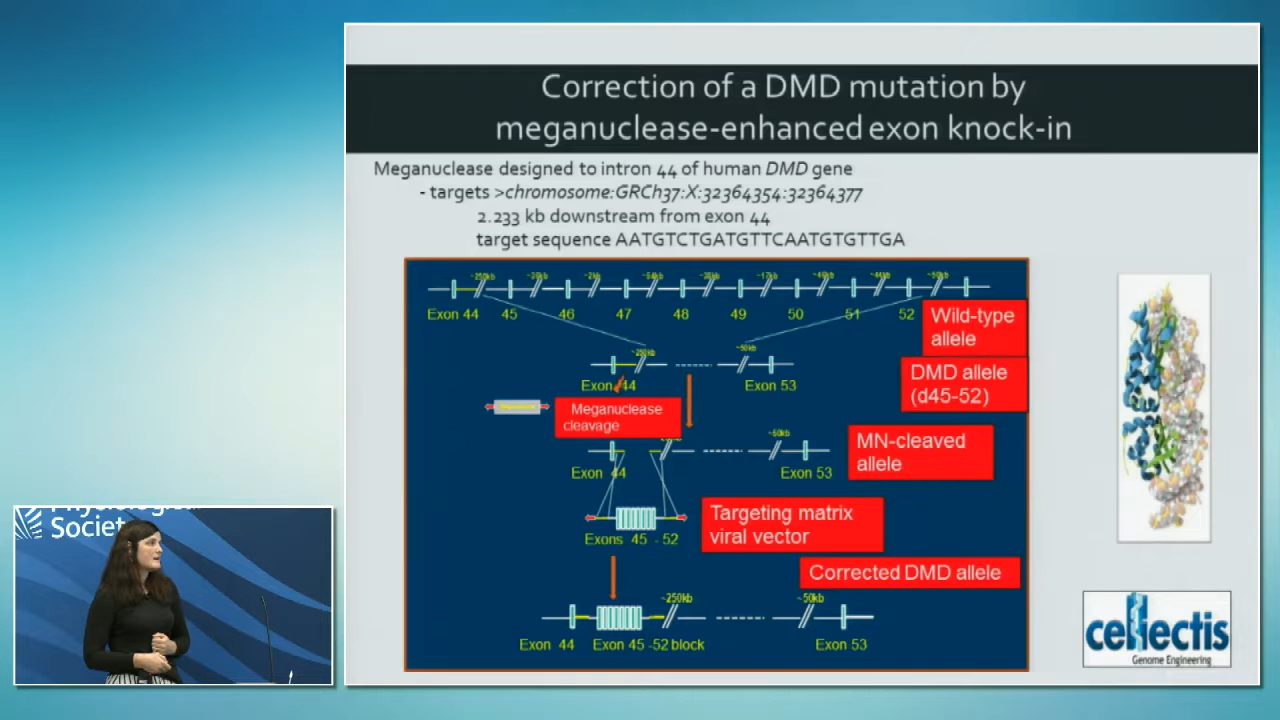 Correction of a DMD mutation by
meganuclease-enhanced exon knock-in
Meganuclease designed to intron 44 of human DMD gene
- targets >chromosome:GRCh37:X:32364354:32364377
2.233 kb downstream from exon 44
target sequence AATGTCTGATGTTCAATGTGTTGA
~250kb
Exon 44 45 46 47 48 49 50 51 52
Wild-type
allele
~250kb ~50kb
Exon 44 Exon 53
DMD allele
(d45-52)
Meganuclease
cleavage
Exon 44 Exon 53
MN-cleaved
allele
Exons 45 - 52
Targeting matrix
viral vector
Corrected DMD allele
~250kb ~50kb
Exon 44 Exon 45 -52 block Exon 53
cellectis
Genome Engineering
Societ